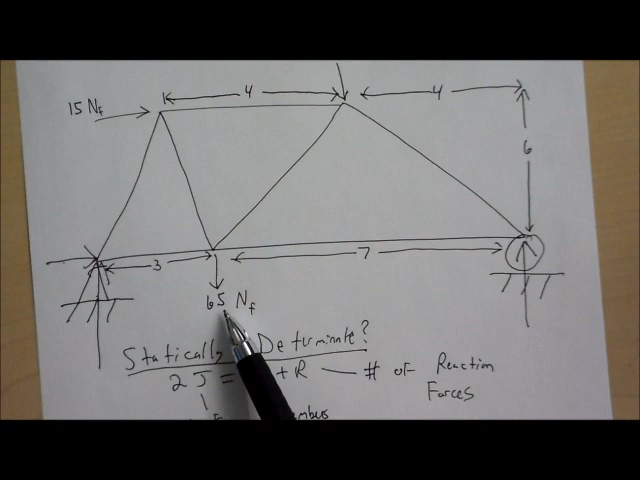 4
4
15 Nf
6
3
7
65 Nf
Statically Determinate?
2J = + R — # of Reaction
Forces